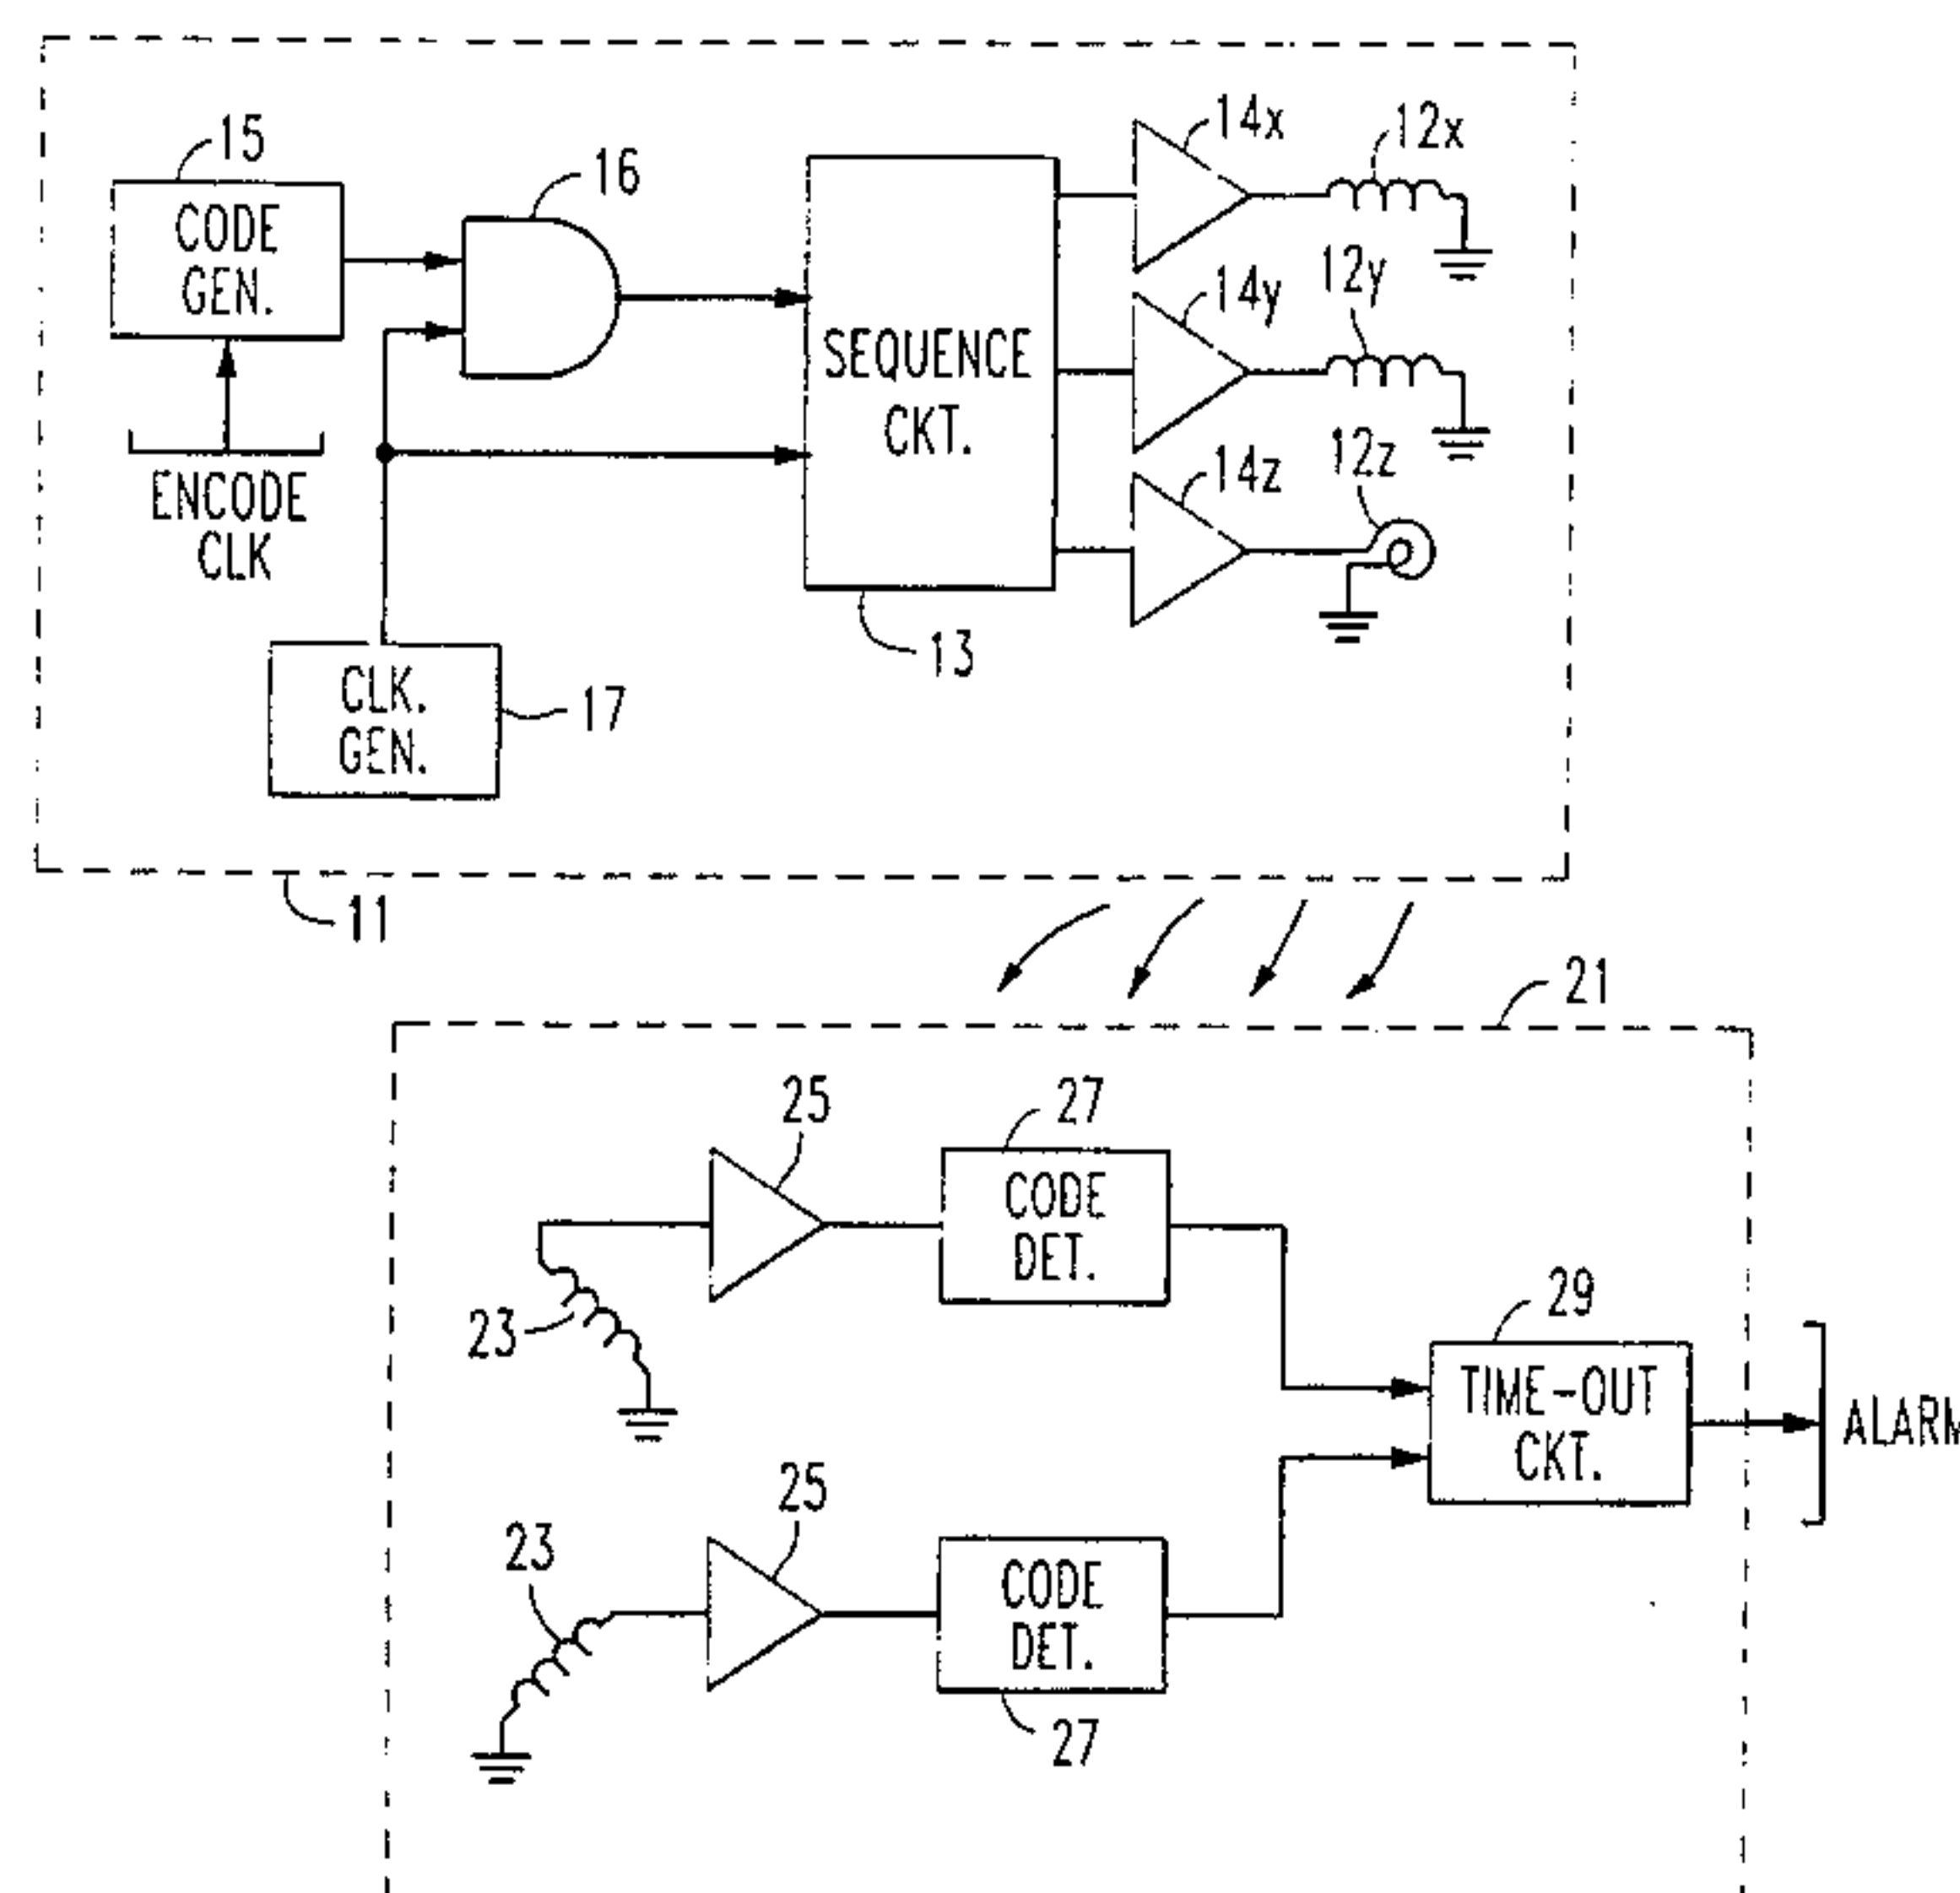 15
CODE
GEN.
16
14x
12x
12y
14y
SEQUENCE
CKT.
12z
14z
ENCODE
CLK
13
CLK.
GEN.
17
11
21
25
27
CODE
DET.
23
29
TIME-OUT
CKT.
ALARM
25
23
CODE
DET.
27